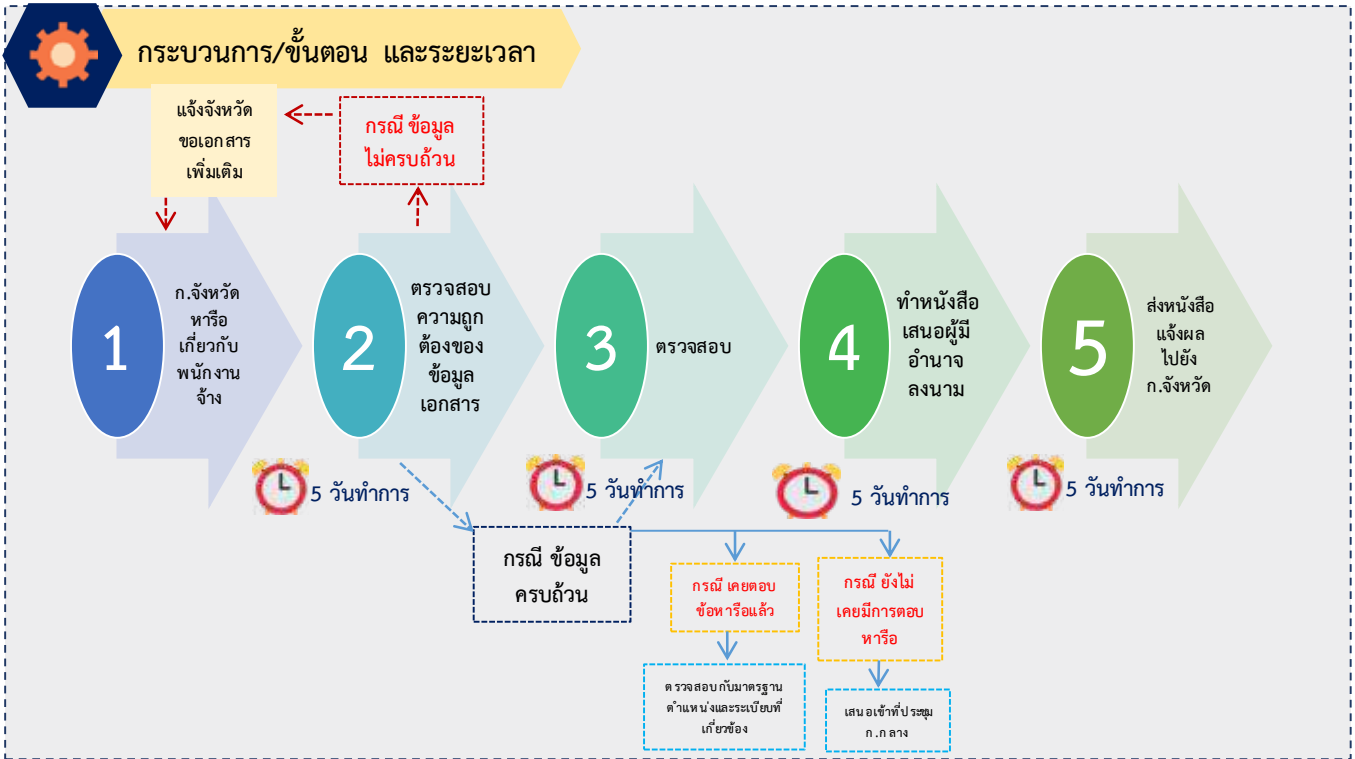 กระบวนการ/ขั้นตอน และระยะเวลา
แจ้งจังหวัด
ขอเอกสาร
เพิ่มเติม
กรณี ข้อมูล
ไม่ครบถ้วน
1
ก.จังหวัด
หารือ
เกี่ยวกับ
พนักงาน
จ้าง
2
ตรวจสอบ
ความถูก
ต้องของ
ข้อมูล
เอกสาร
3
ตรวจสอบ
4
ทำหนังสือ
เสนอผู้มี
อำนาจ
ลงนาม
5
ส่งหนังสือ
แจ้งผล
ไปยัง
ก.จังหวัด
5 วันทำการ
5 วันทำการ
5 วันทำการ
5 วันทำการ
กรณี ข้อมูล
ครบถ้วน
กรณี เคยตอบ
ข้อหารือแล้ว
กรณี ยังไม่
เคยมีการตอบ
หารือ
ตรวจสอบกับมาตรฐาน
ตำแหน่งและระเบียบที่
เกี่ยวข้อง
เสนอเข้าที่ประชุม
ก.กลาง